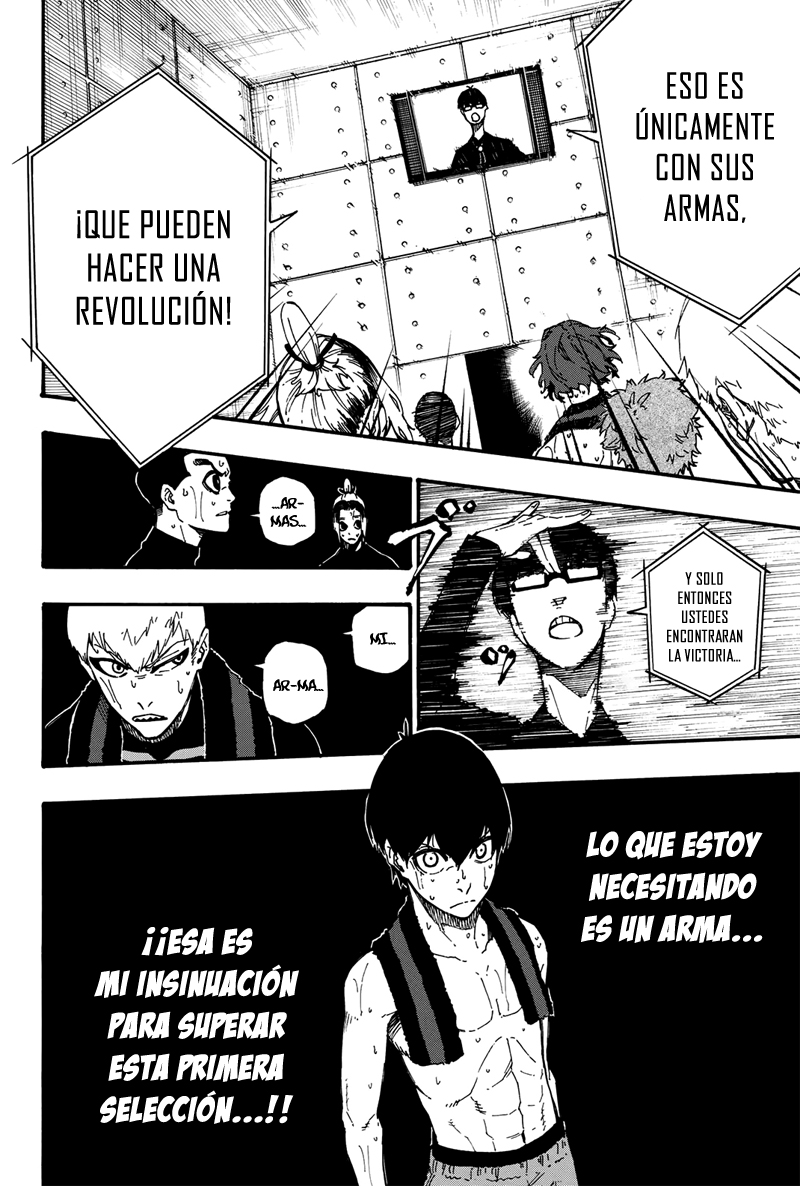 ESO ES
ÚNICAMENTE
CON SUS
ARMAS,
¡QUE PUEDEN
HACER UNA
REVOLUCIÓN!
Y SOLO
ENTONCES
USTEDES
ENCONTRARAN
LA VICTORIA...
...AR-
MAS...
MI...
AR-MA...
LO QUE ESTOY
NECESITANDO
ES UN ARMA...
¡¡ESA ES
MI INSINUACIÓN
PARA SUPERAR
ESTA PRIMERA
SELECCIÓN...!!